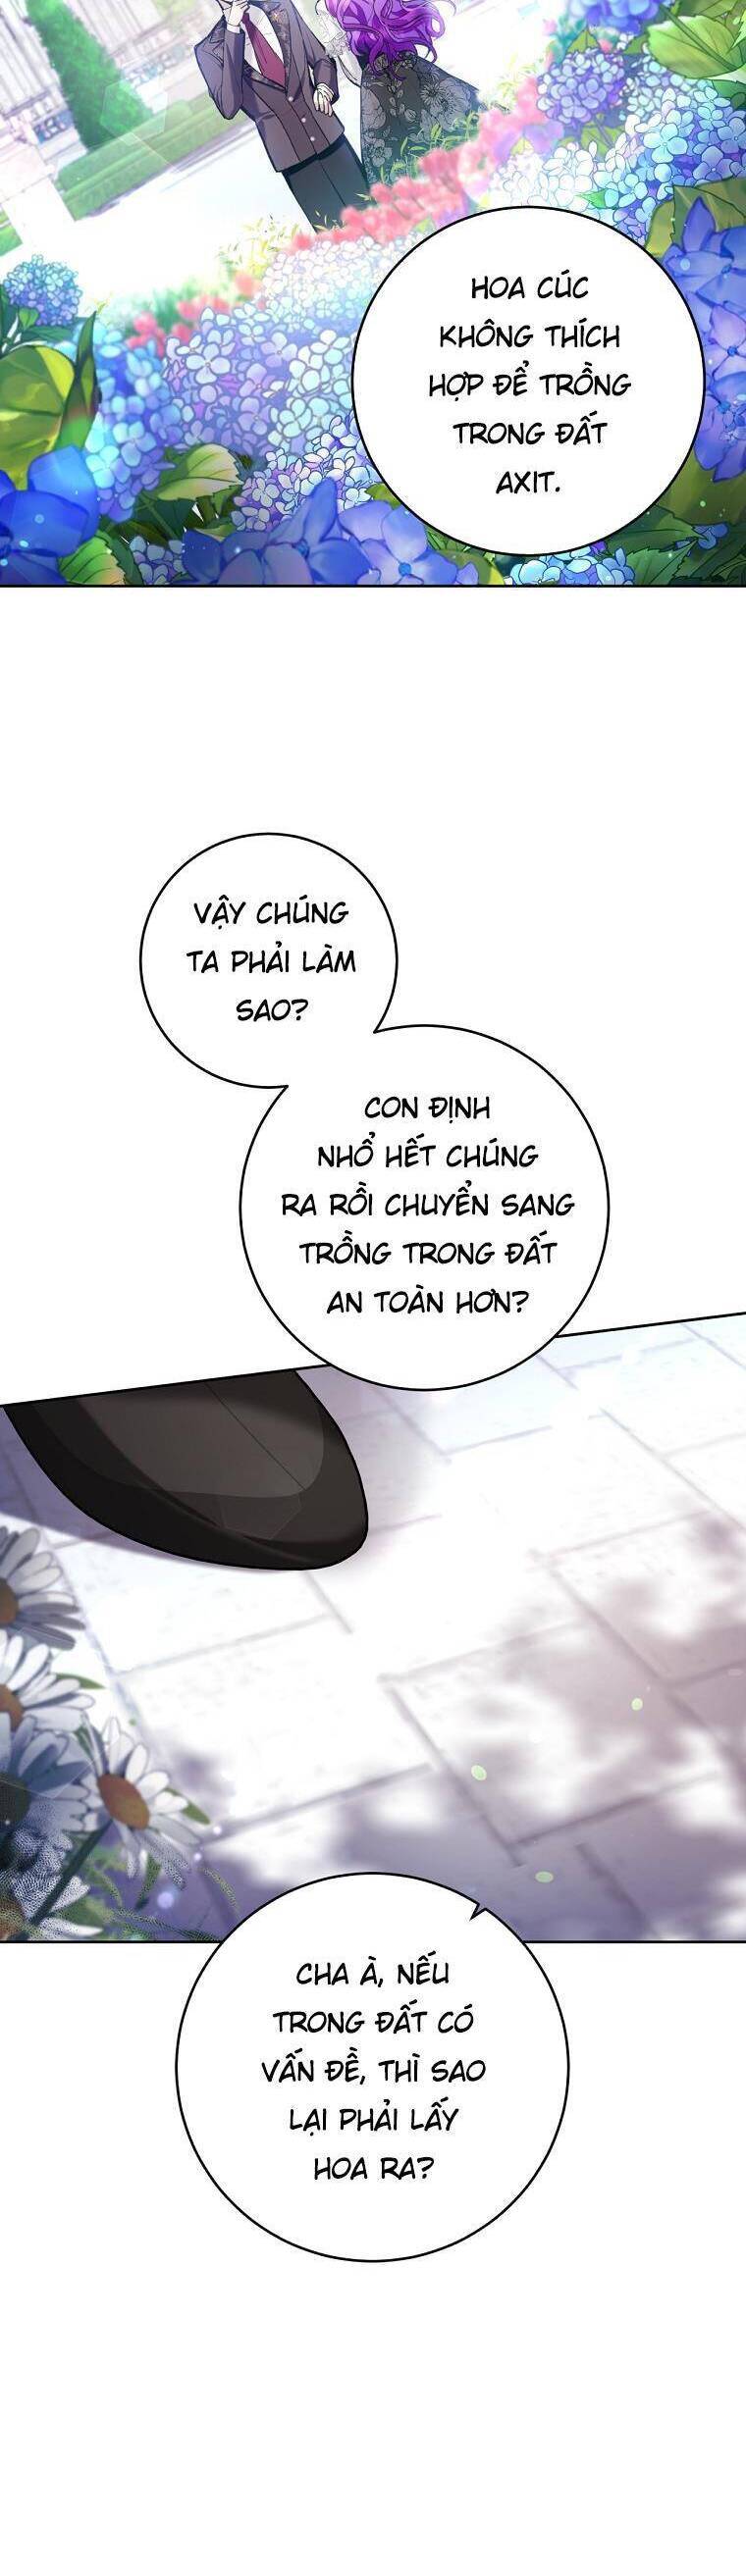 HOA CÚC
KHÔNG THÍCH
HỢP ĐỂ TRỒNG
TRONG ĐẤT
AXIT.
VẬY CHÚNG
TA PHẢI LÀM
SAO?
CON ĐỊNH
NHỔ HẾT CHÚNG
RA RỒI CHUYỂN SANG
TRỒNG TRONG ĐẤT
AN TOÀN HƠN?
CHA À, NẾU
TRONG ĐẤT CÓ
VẤN ĐỀ, THÌ SAO
LẠI PHẢI LẤY
HOA RA?